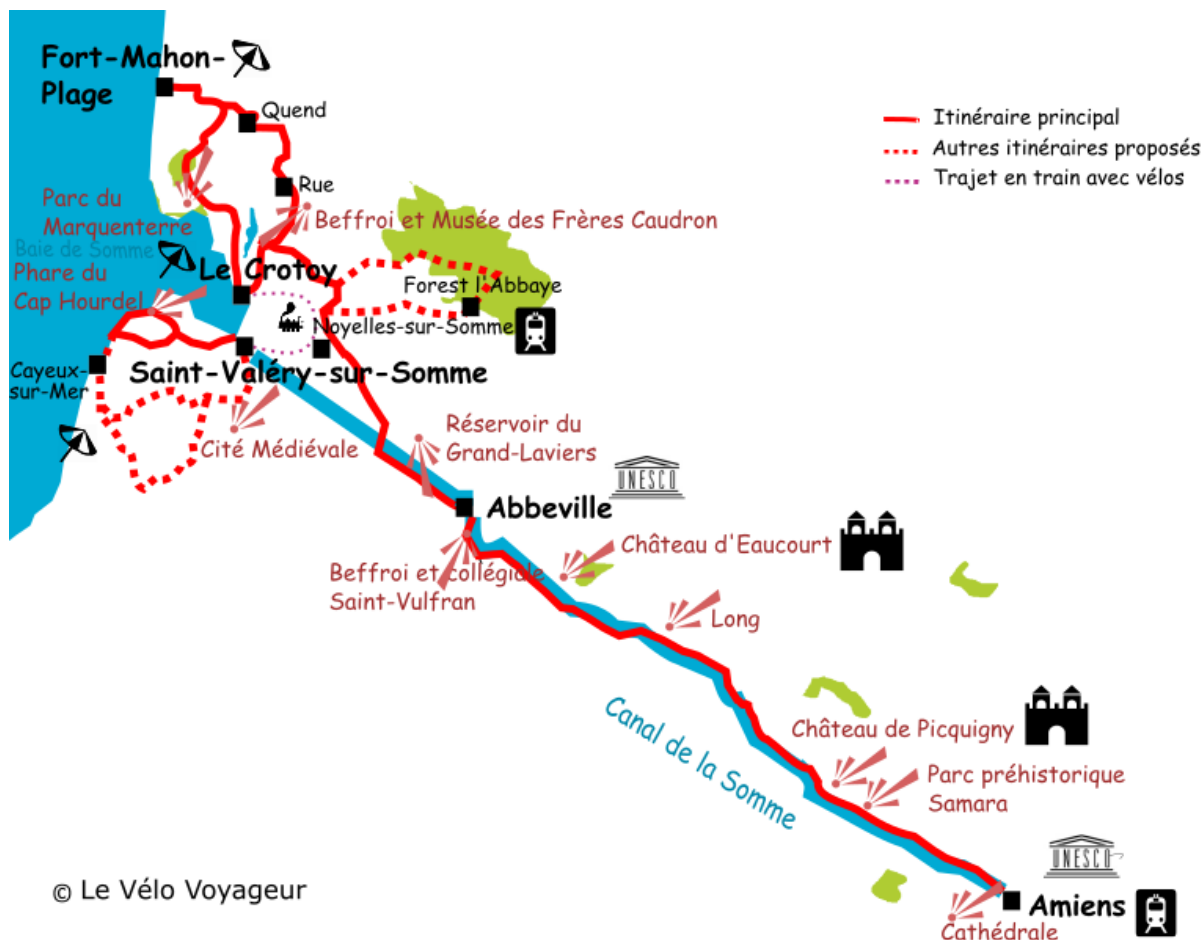 Fort-Mahon-
Plage
Quend
Itinéraire principal
Autres itinéraires proposés
Trajet en train avec vélos
Rue
Parc du
Marquenterre
Beffroi et Musée des Frères Caudron
Baie de Somme
Le Crotoy
Phare du
Cap Hourdel
Forest l'Abbaye
Noyelles-sur-Somme
Cayeux-
sur-Mer
Saint-Valéry-sur-Somme
Cité Médiévale
Réservoir du
Grand-Laviers
UNESCO
Abbeville
Château d'Eaucourt
Beffroi et collégiale
Saint-Vulfran
Long
Canal de la Somme
Château de Picquigny
Parc préhistorique
Samara
UNESCO
Amiens
Cathédrale
© Le Vélo Voyageur